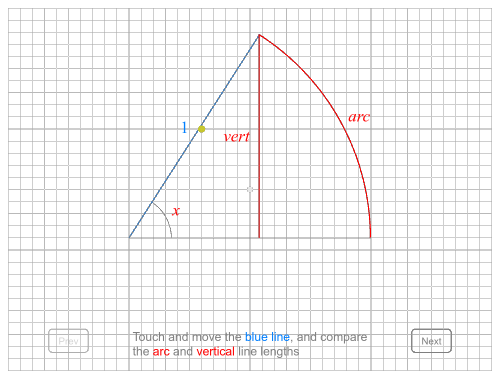 arc
1
vert
x
Prev
Touch and move the blue line, and compare
the arc and vertical line lengths
Next